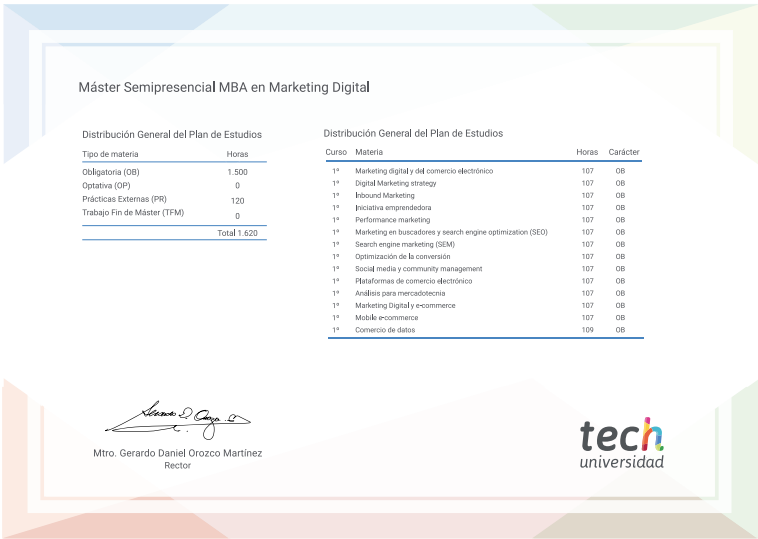 Máster Semipresencial MBA en Marketing Digital
Distribución General del Plan de Estudios
Tipo de materia Horas
Obligatoria (OB) 1.500
Optativa (OP) 0
Prácticas Externas (PR) 120
Trabajo Fin de Máster (TFM) 0
Total 1.620
Distribución General del Plan de Estudios
Curso Materia Horas Carácter
1º Marketing digital y del comercio electrónico 107 OB
1º Digital Marketing strategy 107 OB
1º Inbound Marketing 107 OB
1º Iniciativa emprendedora 107 OB
1º Performance marketing 107 OB
1º Marketing en buscadores y search engine optimization (SEO) 107 OB
1º Search engine marketing (SEM) 107 OB
1º Optimización de la conversión 107 OB
1º Social media y community management 107 OB
1º Plataformas de comercio electrónico 107 OB
1º Análisis para mercadotecnia 107 OB
1º Marketing Digital y e-commerce 107 OB
1º Mobile e-commerce 107 OB
1º Comercio de datos 109 OB
Mtro. Gerardo Daniel Orozco Martínez
Rector
tech
universidad